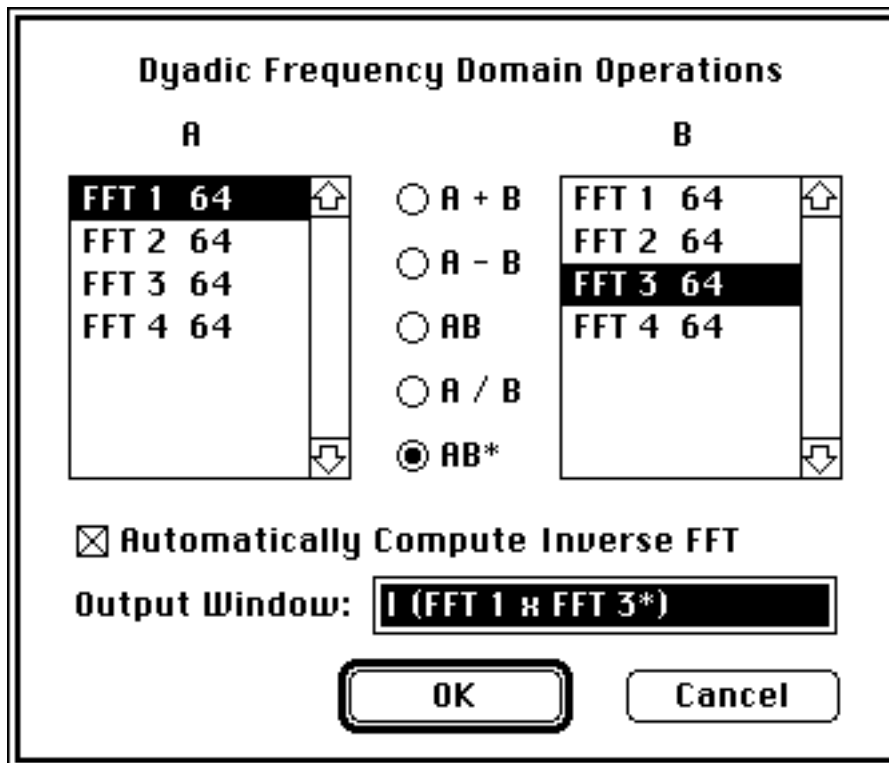 Dyadic Frequency Domain Operations
A
B
FFT 1 64
FFT 2 64
FFT 3 64
FFT 4 64
A + B
A - B
AB
A / B
AB*
FFT 1 64
FFT 2 64
FFT 3 64
FFT 4 64
Automatically Compute Inverse FFT
Output Window: I (FFT 1 x FFT 3*)
OK
Cancel